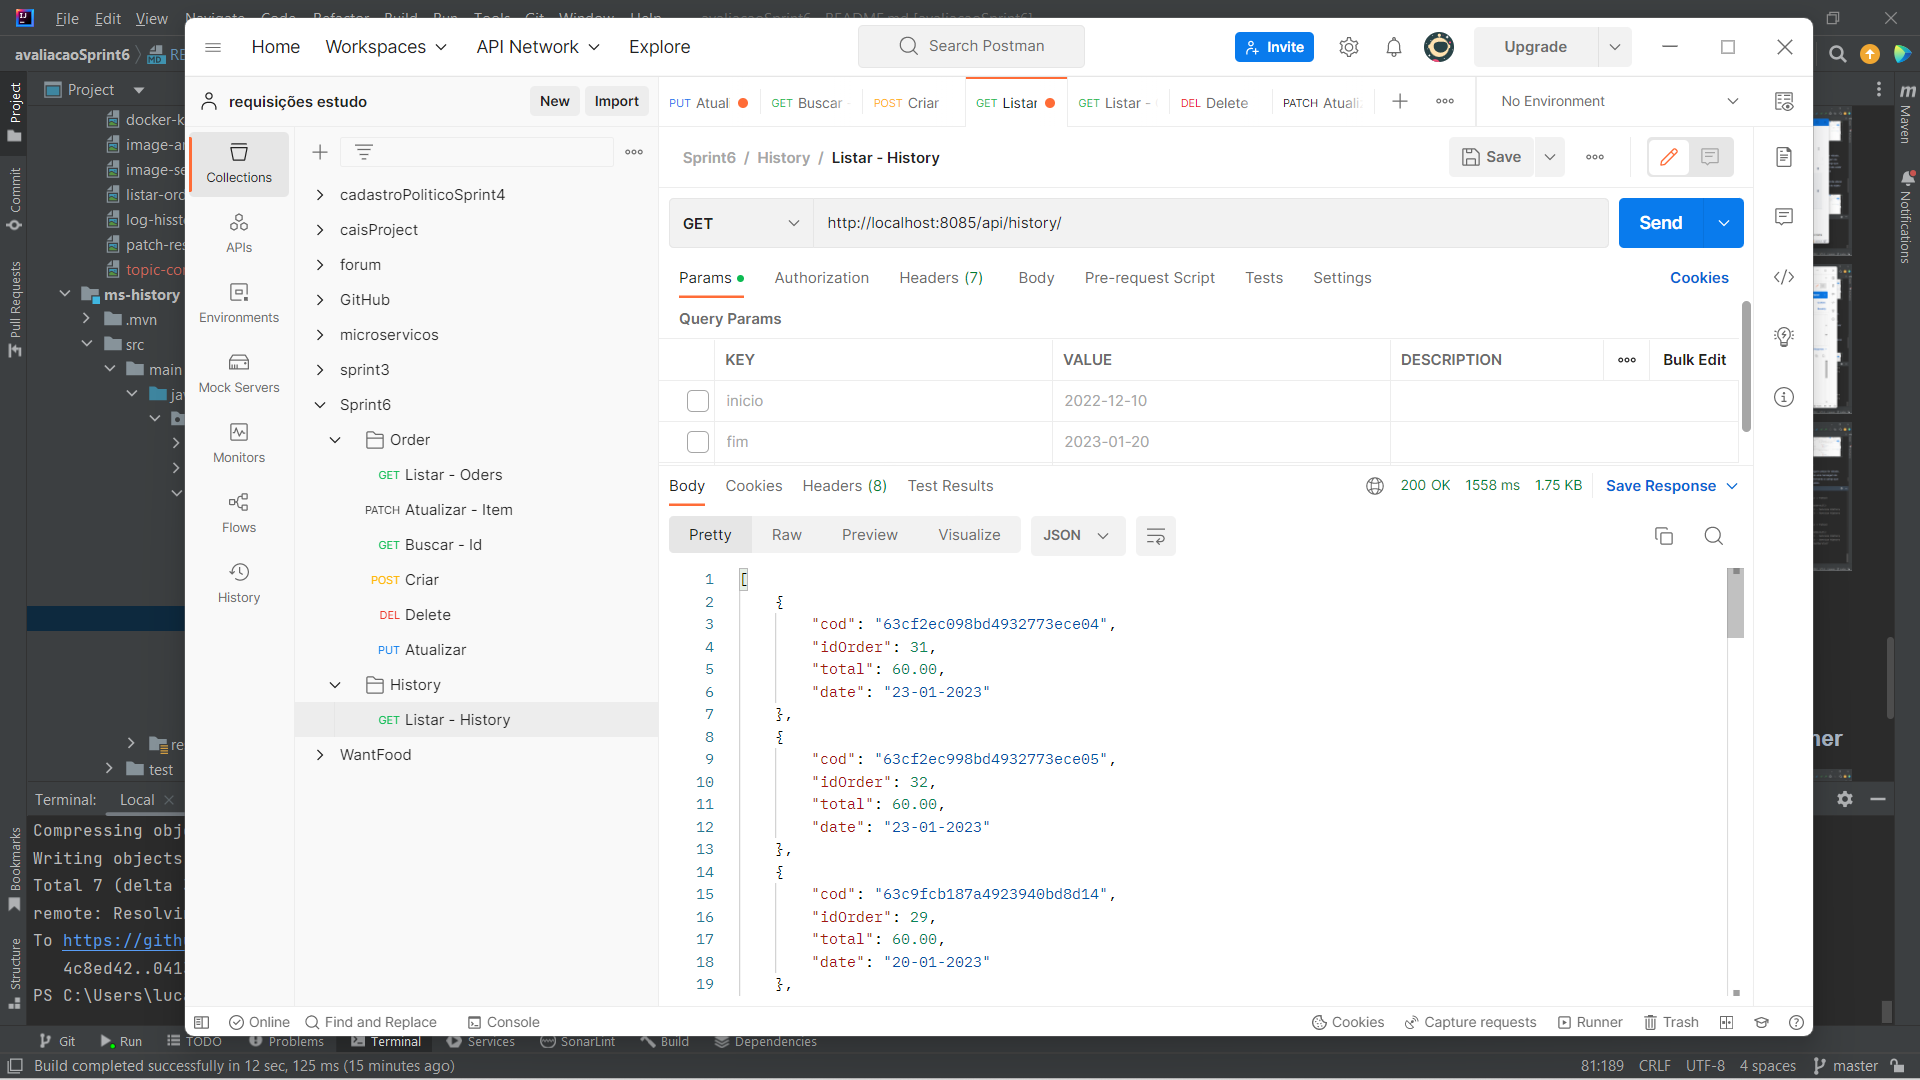 File Edit View Navigate Code Refactor Build Run Tools Git Window Help avaliacaoSprint6 - README.md [avaliacaoSprint6]
avaliacaoSprint6
Home Workspaces API Network Explore
Search Postman
Invite
Upgrade
Project
requisições estudo
New Import
PUT Atual
GET Buscar
POST Criar
GET Listar
GET Listar -
DEL Delete
PATCH Atuali
No Environment
Project
Commit
Pull Requests
Bookmarks
Structure
Maven
Notifications
docker-k
image-a
image-se
listar-ord
log-hist
patch-res
topic-co
ms-history
.mvn
src
main
ja
re
test
Collections
APIs
Environments
Mock Servers
Monitors
Flows
History
cadastroPoliticoSprint4
caisProject
forum
GitHub
microservicos
sprint3
Sprint6
Order
GET Listar - Oders
PATCH Atualizar - Item
GET Buscar - Id
POST Criar
DEL Delete
PUT Atualizar
History
GET Listar - History
WantFood
Sprint6 / History / Listar - History
Save
GET
http://localhost:8085/api/history/
Send
Params Authorization Headers (7) Body Pre-request Script Tests Settings
Cookies
Query Params
KEY VALUE DESCRIPTION
Bulk Edit
inicio 2022-12-10
fim 2023-01-20
Body Cookies Headers (8) Test Results
200 OK 1558 ms 1.75 KB
Save Response
Pretty Raw Preview Visualize JSON
1 [
2 {
3 "cod": "63cf2ec098bd4932773ece04",
4 "idOrder": 31,
5 "total": 60.00,
6 "date": "23-01-2023"
7 },
8 {
9 "cod": "63cf2ec998bd4932773ece05",
10 "idOrder": 32,
11 "total": 60.00,
12 "date": "23-01-2023"
13 },
14 {
15 "cod": "63c9fcb187a4923940bd8d14",
16 "idOrder": 29,
17 "total": 60.00,
18 "date": "20-01-2023"
19 },
ner
Terminal: Local
Compressing obj
Writing objects
Total 7 (delta
remote: Resolvi
To https://gith
4c8ed42..041
PS C:\Users\luc
Online Find and Replace Console
Cookies Capture requests Runner Trash
Git Run TODO Problems Terminal Services SonarLint Build Dependencies
Build completed successfully in 12 sec, 125 ms (15 minutes ago)
81:189 CRLF UTF-8 4 spaces master